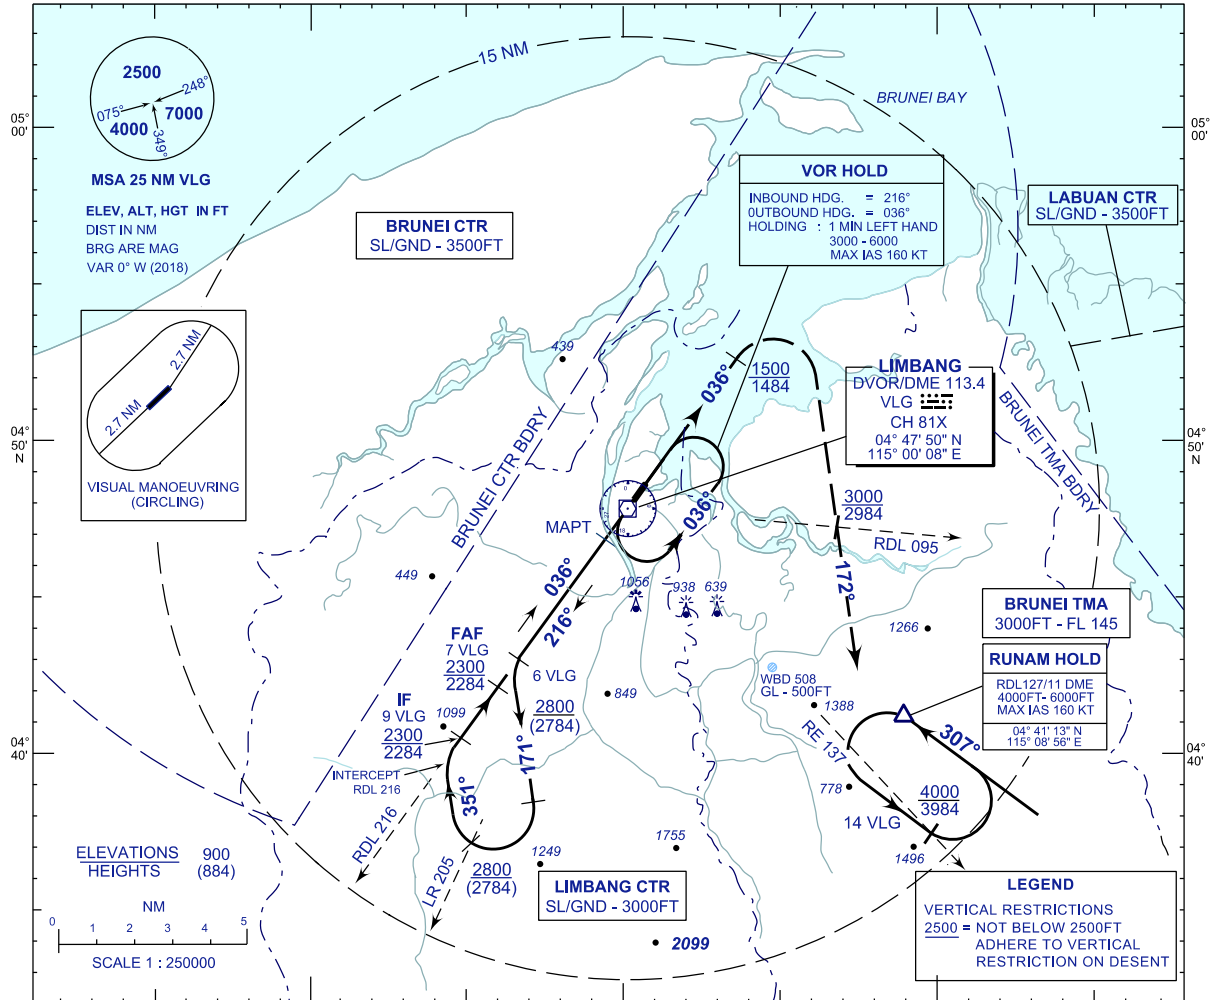 15 NM
2500
248°
075°
7000
4000
349°
MSA 25 NM VLG
ELEV, ALT, HGT IN FT
DIST IN NM
BRG ARE MAG
VAR 0° W (2018)
BRUNEI BAY
05°
00'
05°
00'
VOR HOLD
INBOUND HDG. = 216°
OUTBOUND HDG. = 036°
HOLDING : 1 MIN LEFT HAND
3000 - 6000
MAX IAS 160 KT
LABUAN CTR
SL/GND - 3500FT
BRUNEI CTR
SL/GND - 3500FT
2.7 NM
2.7 NM
VISUAL MANOEUVRING
(CIRCLING)
439
036°
1500
1484
LIMBANG
DVOR/DME 113.4
VLG
CH 81X
04° 47' 50" N
115° 00' 08" E
BRUNEI CTR BDRY
BRUNEI TMA BDRY
04°
50'
N
04°
50'
N
036°
MAPT
3000
2984
RDL 095
449
036°
216°
1056
938
639
172°
1266
BRUNEI TMA
3000FT - FL 145
FAF
7 VLG
2300
2284
6 VLG
849
2800
(2784)
171°
WBD 508
GL - 500FT
1388
RUNAM HOLD
RDL127/11 DME
4000FT- 6000FT
MAX IAS 160 KT
04° 41' 13" N
115° 08' 56" E
IF
9 VLG
1099
2300
2284
INTERCEPT
RDL 216
351°
RE 137
307°
04°
40'
04°
40'
778
4000
3984
14 VLG
1496
RDL 216
LR 205
2800
(2784)
1249
1755
LIMBANG CTR
SL/GND - 3000FT
2099
ELEVATIONS 900
HEIGHTS (884)
NM
0 1 2 3 4 5
SCALE 1 : 250000
LEGEND
VERTICAL RESTRICTIONS
2500 = NOT BELOW 2500FT
ADHERE TO VERTICAL
RESTRICTION ON DESENT